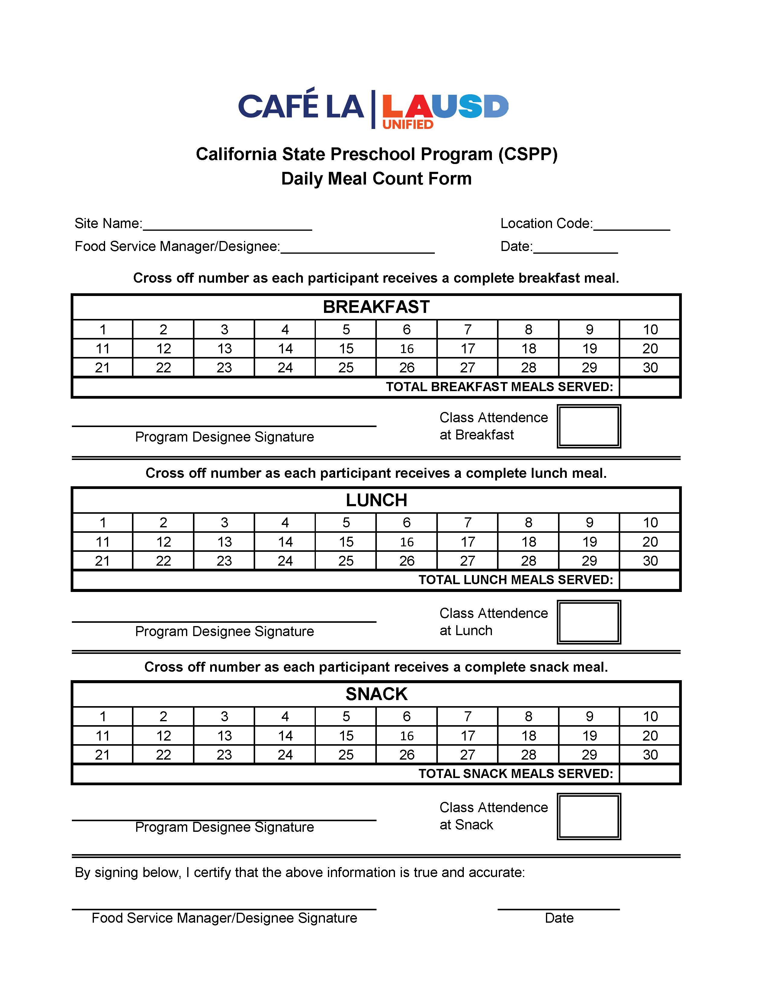 CAFÉ LA | LAUSD
UNIFIED
California State Preschool Program (CSPP)
Daily Meal Count Form
Site Name:______________________ Location Code:__________
Food Service Manager/Designee:____________________ Date:___________
Cross off number as each participant receives a complete breakfast meal.
BREAKFAST
1 2 3 4 5 6 7 8 9 10
11 12 13 14 15 16 17 18 19 20
21 22 23 24 25 26 27 28 29 30
TOTAL BREAKFAST MEALS SERVED:
Class Attendence
at Breakfast
Program Designee Signature
Cross off number as each participant receives a complete lunch meal.
LUNCH
1 2 3 4 5 6 7 8 9 10
11 12 13 14 15 16 17 18 19 20
21 22 23 24 25 26 27 28 29 30
TOTAL LUNCH MEALS SERVED:
Class Attendence
at Lunch
Program Designee Signature
Cross off number as each participant receives a complete snack meal.
SNACK
1 2 3 4 5 6 7 8 9 10
11 12 13 14 15 16 17 18 19 20
21 22 23 24 25 26 27 28 29 30
TOTAL SNACK MEALS SERVED:
Class Attendence
at Snack
Program Designee Signature
By signing below, I certify that the above information is true and accurate:
Food Service Manager/Designee Signature Date